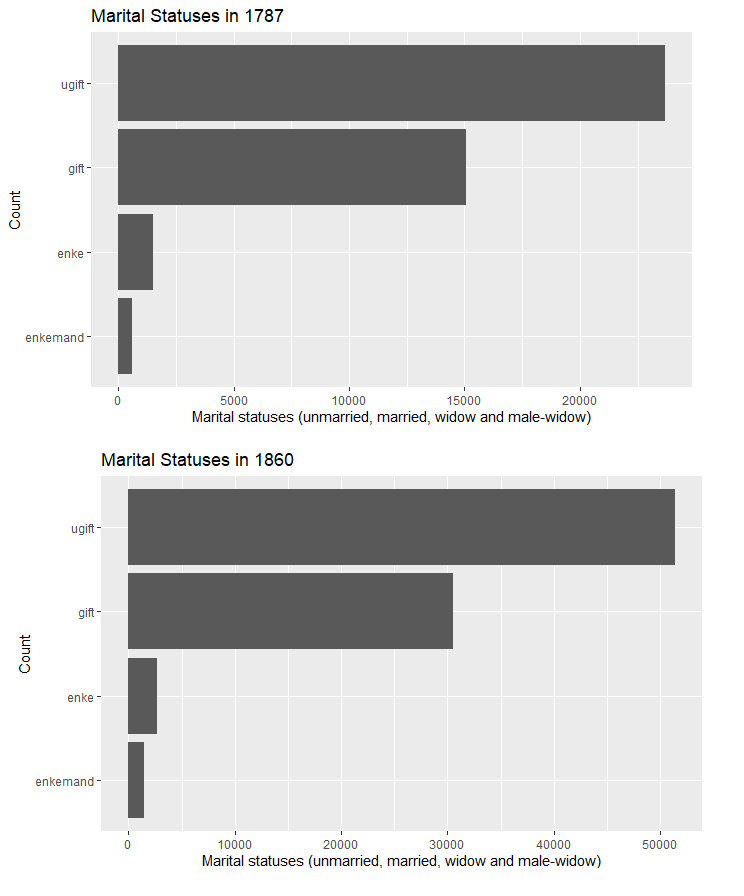 Marital Statuses in 1787
ugift
gift
enke
enkemand
Count
0 5000 10000 15000 20000
Marital statuses (unmarried, married, widow and male-widow)
Marital Statuses in 1860
ugift
gift
enke
enkemand
Count
0 10000 20000 30000 40000 50000
Marital statuses (unmarried, married, widow and male-widow)